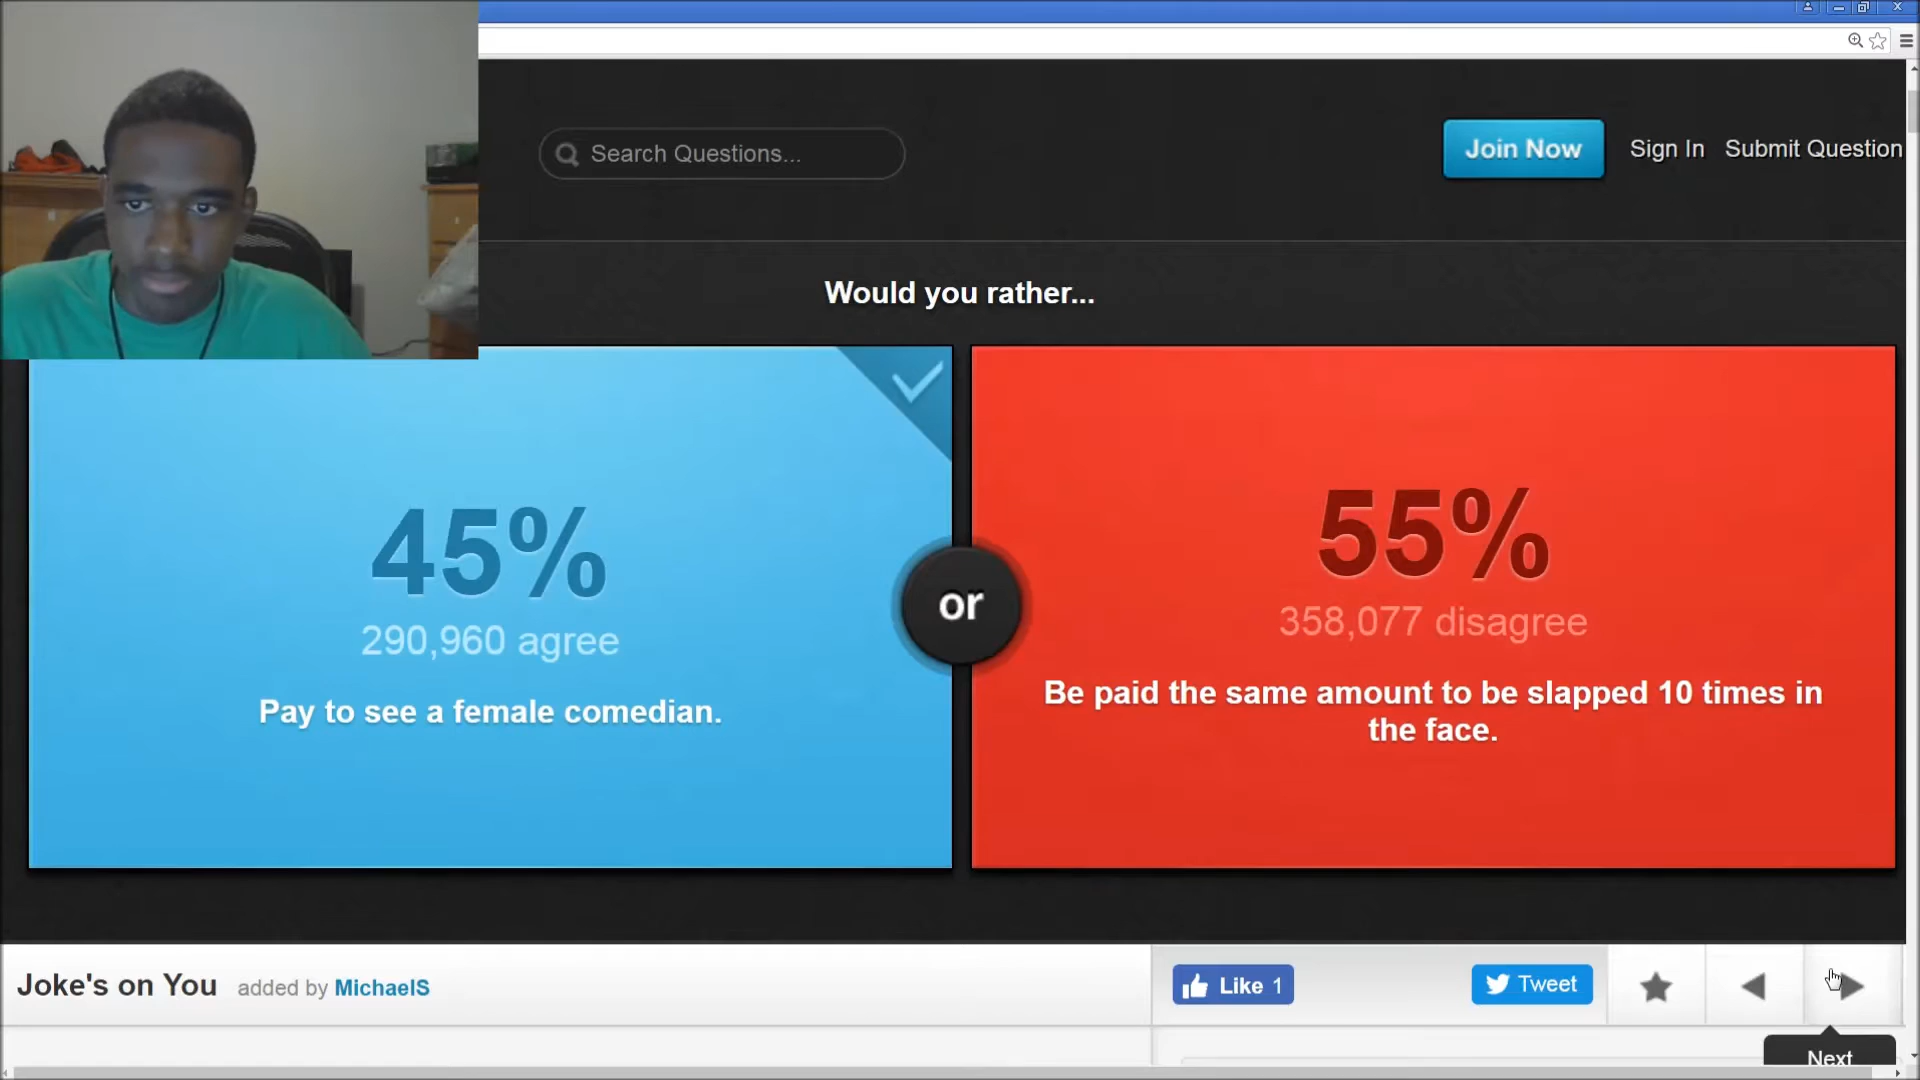 Search Questions...
Join Now
Sign In
Submit Question
Would you rather...
45%
290,960 agree
Pay to see a female comedian.
or
55%
358,077 disagree
Be paid the same amount to be slapped 10 times in
the face.
Joke's on You added by MichaelS
Like 1
Tweet
Next